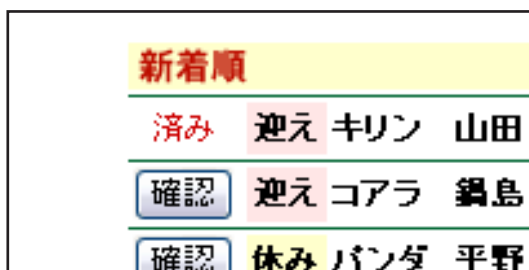 新着順
済み 迎え キリン 山田
確認 迎え コアラ 鍋島
確認 休み パンダ 平野